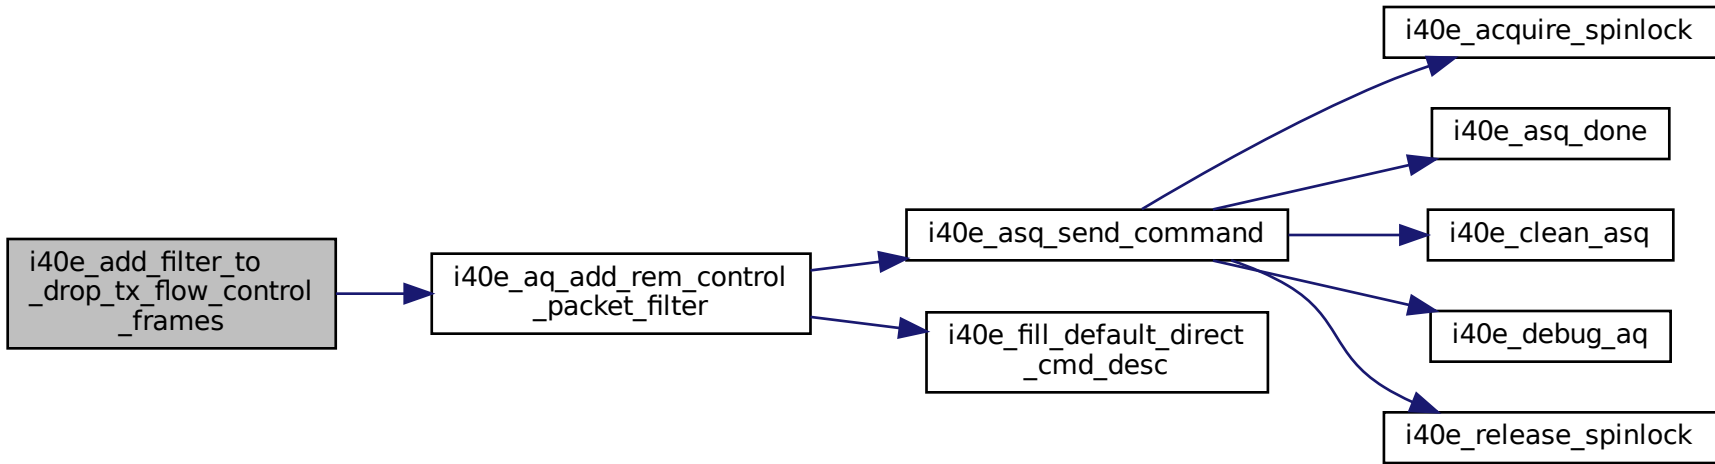 i40e_add_filter_to
_drop_tx_flow_control
_frames
i40e_aq_add_rem_control
_packet_filter
i40e_asq_send_command
i40e_fill_default_direct
_cmd_desc
i40e_acquire_spinlock
i40e_asq_done
i40e_clean_asq
i40e_debug_aq
i40e_release_spinlock